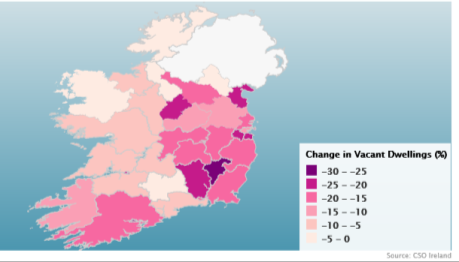 Change in Vacant Dwellings (%)
-30 - -25
-25 - -20
-20 - -15
-15 - -10
-10 - -5
-5 - 0
Source: CSO Ireland